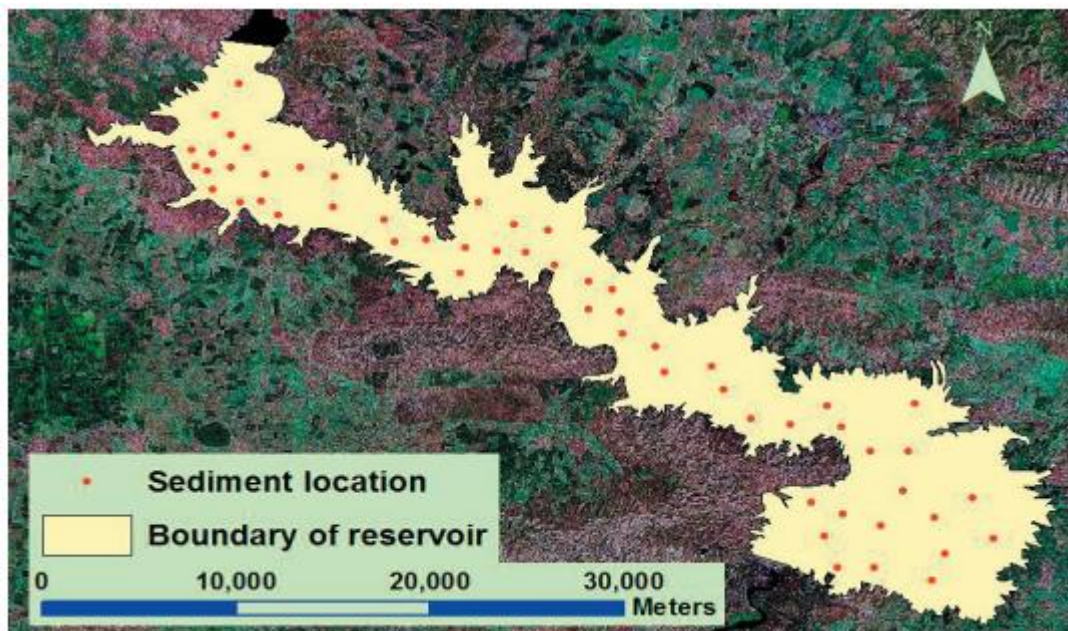 N
Sediment location
Boundary of reservoir
0 10,000 20,000 30,000
Meters